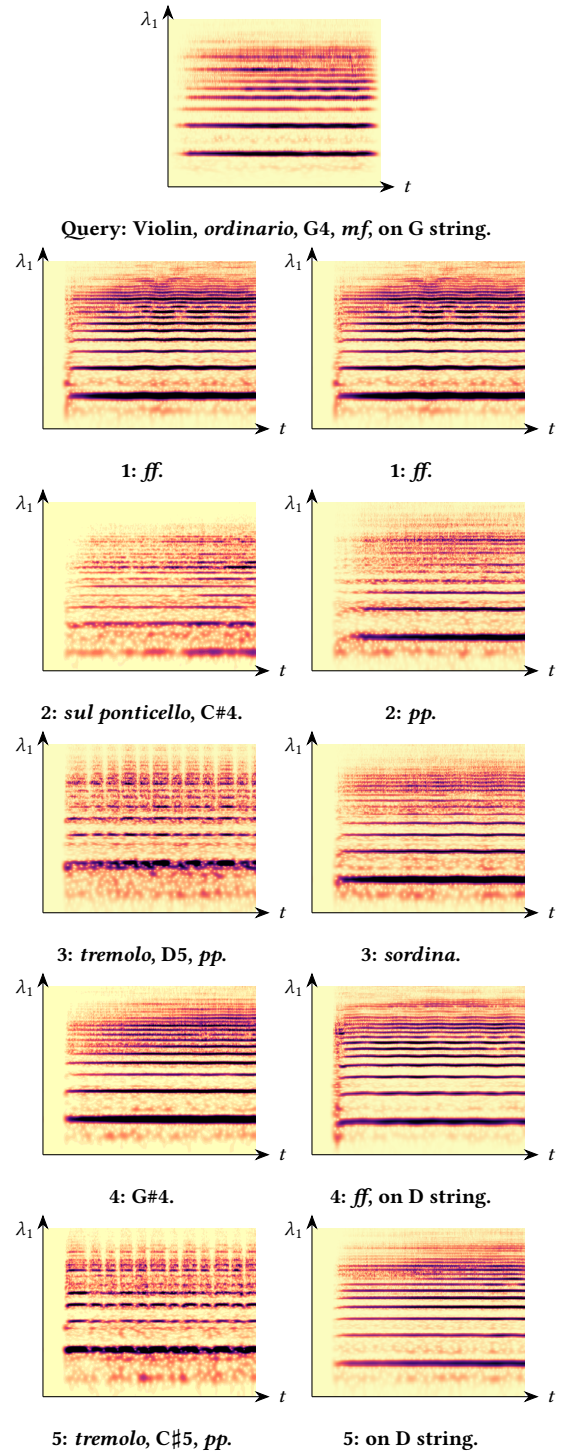 λ1
t
Query: Violin, ordinario, G4, mf, on G string.
λ1 λ1
t t
1: ff. 1: ff.
λ1 λ1
t t
2: sul ponticello, C#4. 2: pp.
λ1 λ1
t t
3: tremolo, D5, pp. 3: sordina.
λ1 λ1
t t
4: G#4. 4: ff, on D string.
λ1 λ1
t t
5: tremolo, C♯5, pp. 5: on D string.